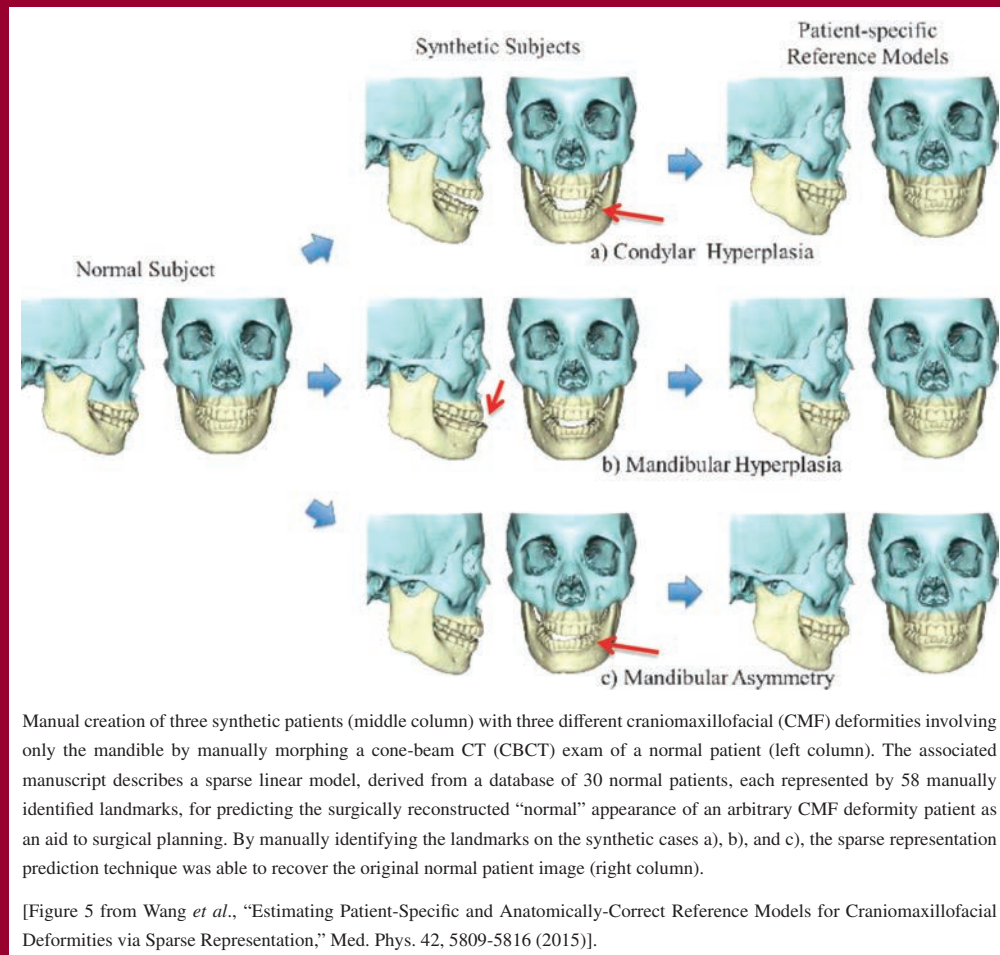 Synthetic Subjects
Patient-specific
Reference Models
a) Condylar Hyperplasia
Normal Subject
b) Mandibular Hyperplasia
c) Mandibular Asymmetry
Manual creation of three synthetic patients (middle column) with three different craniomaxillofacial (CMF) deformities involving
only the mandible by manually morphing a cone-beam CT (CBCT) exam of a normal patient (left column). The associated
manuscript describes a sparse linear model, derived from a database of 30 normal patients, each represented by 58 manually
identified landmarks, for predicting the surgically reconstructed “normal” appearance of an arbitrary CMF deformity patient as
an aid to surgical planning. By manually identifying the landmarks on the synthetic cases a), b), and c), the sparse representation
prediction technique was able to recover the original normal patient image (right column).
[Figure 5 from Wang et al., “Estimating Patient-Specific and Anatomically-Correct Reference Models for Craniomaxillofacial
Deformities via Sparse Representation,” Med. Phys. 42, 5809-5816 (2015)].